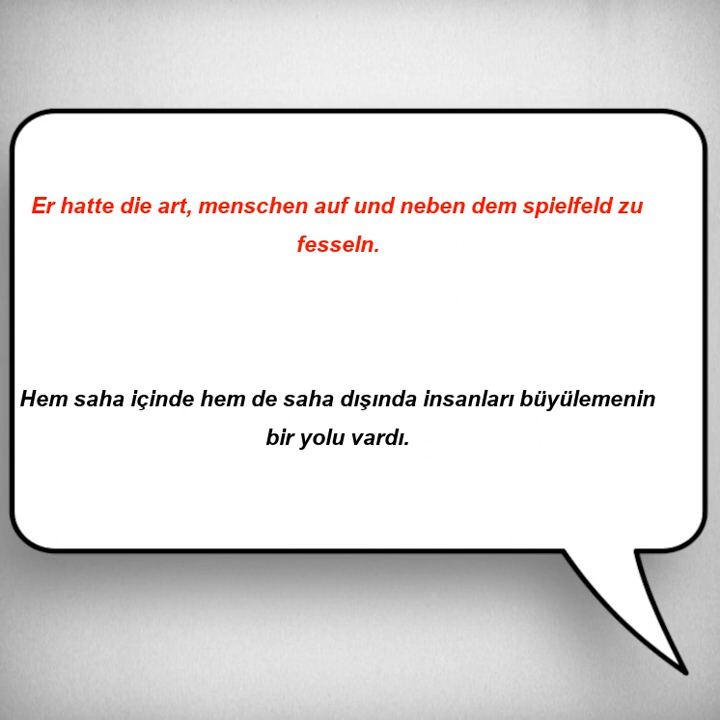 Er hatte die art, menschen auf und neben dem spielfeld zu
fesseln.
Hem saha içinde hem de saha dışında insanları büyülemenin
bir yolu vardı.